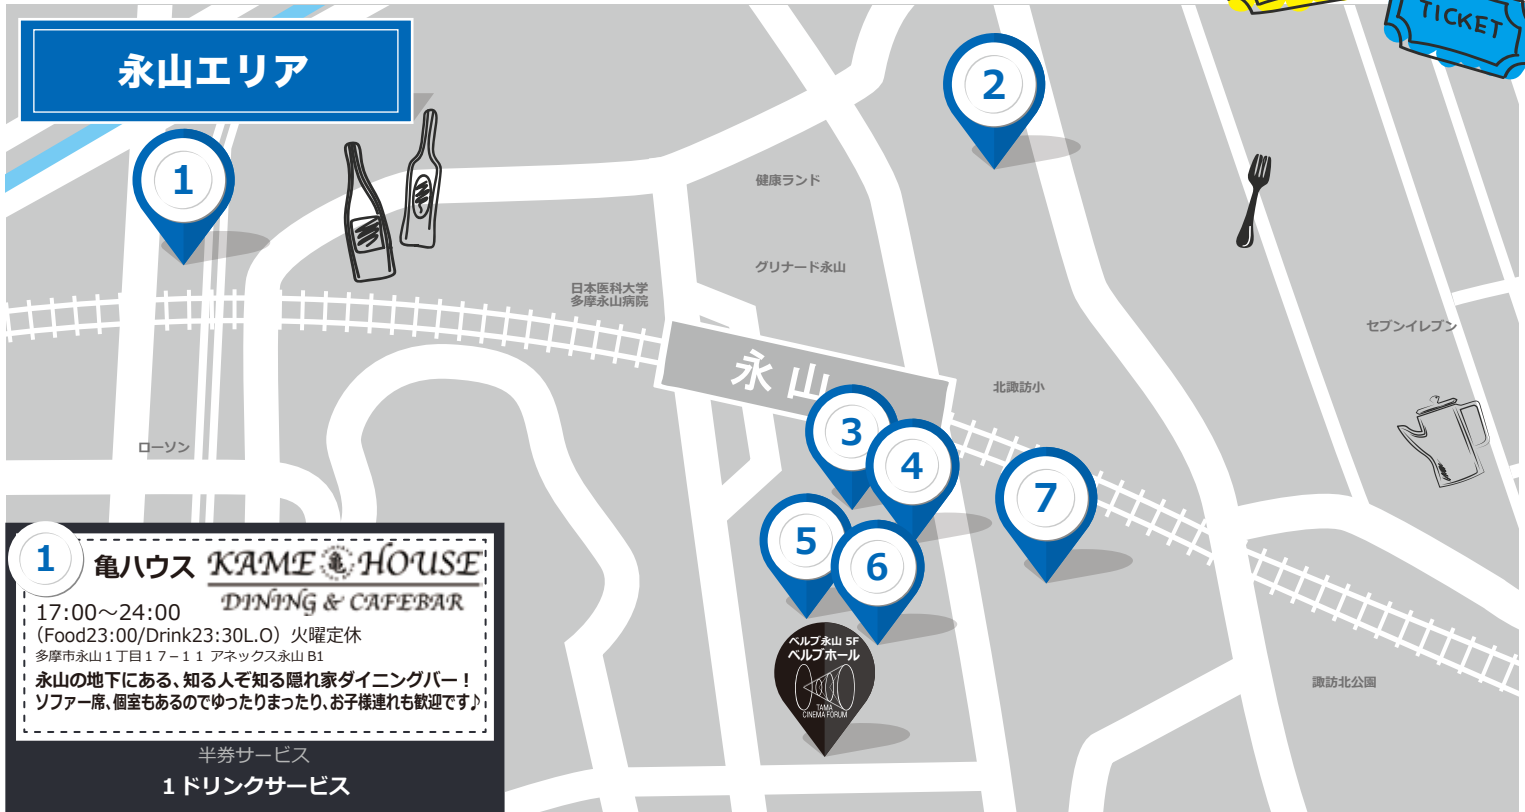 TICKET
永山エリア
1
2
健康ランド
グリナード永山
日本医科大学
多摩永山病院
セブンイレブン
永山
北諏訪小
3
4
7
5
6
ローソン
ベルブ永山 5F
ベルブホール
TAMA
CINEMA FORUM
諏訪北公園
1
亀ハウス KAME 亀 HOUSE
DINING & CAFEBAR
17:00～24:00
（Food23:00/Drink23:30L.O）火曜定休
多摩市永山１丁目１７−１１ アネックス永山 B1
永山の地下にある、知る人ぞ知る隠れ家ダイニングバー！
ソファー席、個室もあるのでゆったりまったり、お子様連れも歓迎です♪
半券サービス
１ドリンクサービス